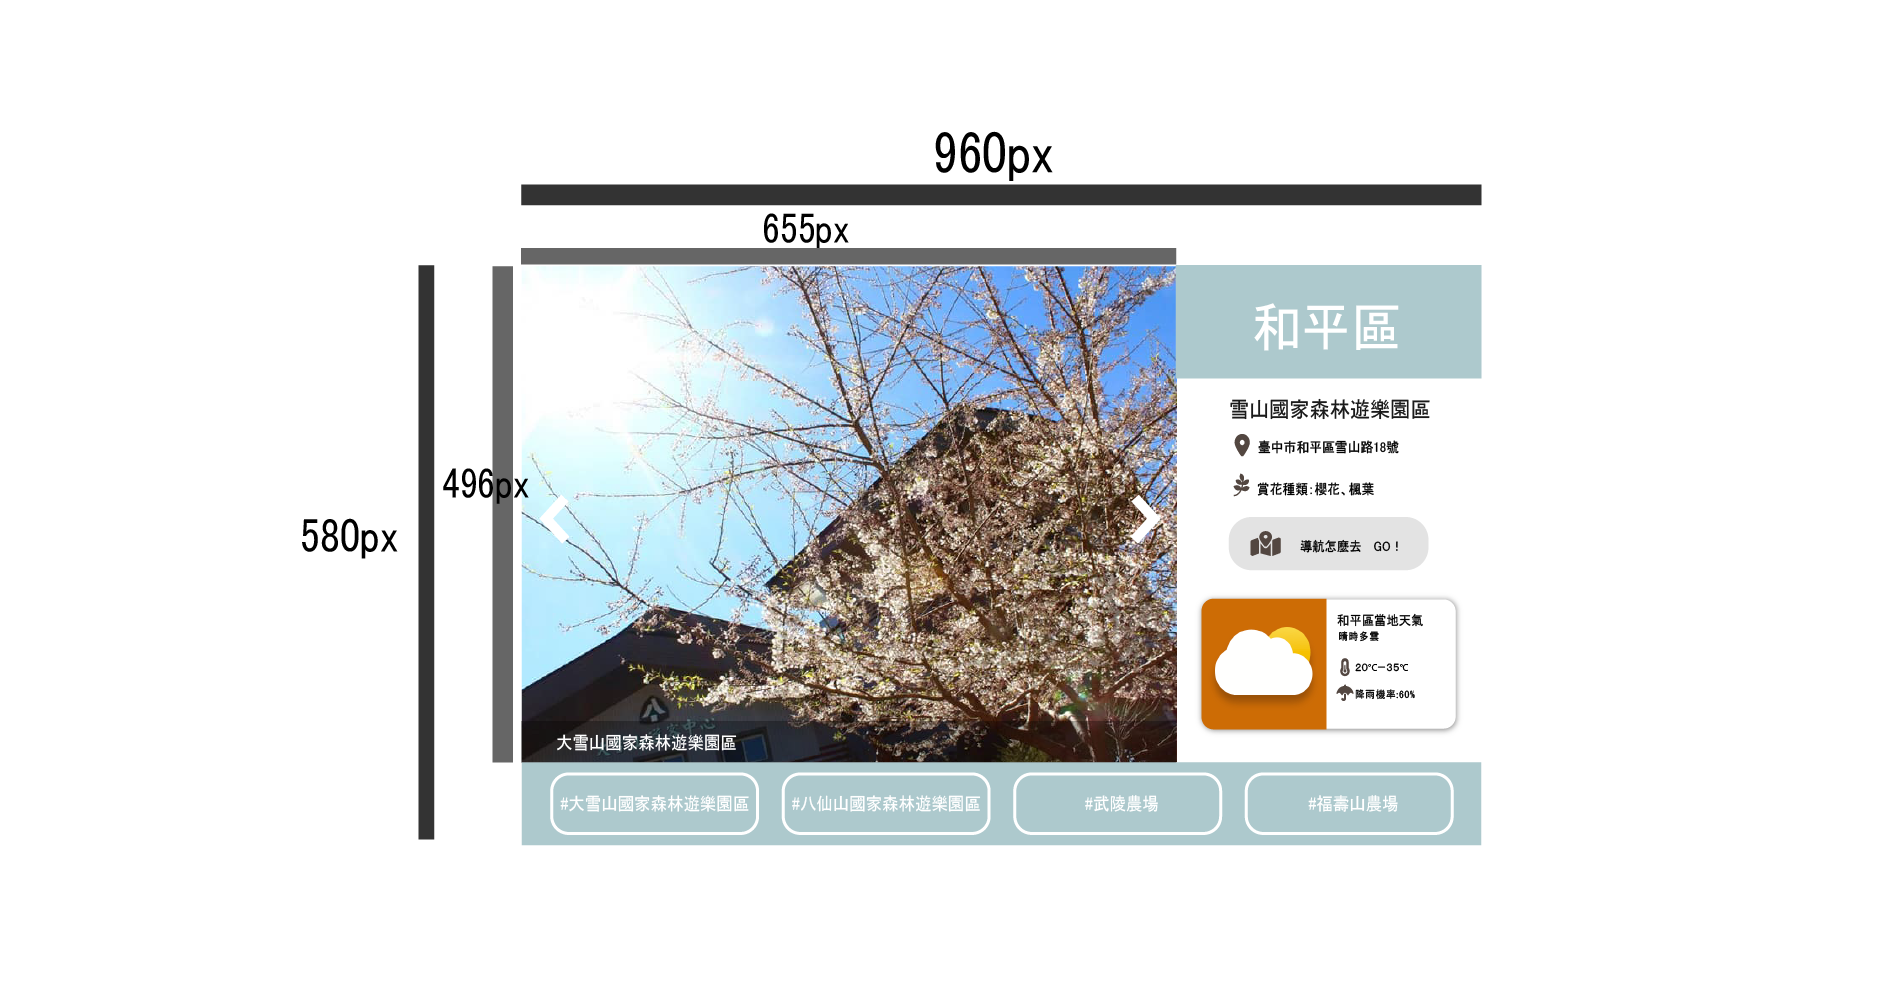 960px
655px
和平區
雪山國家森林遊樂園區
臺中市和平區雪山路18號
496px
賞花種類:櫻花、楓葉
580px
導航怎麼去 GO!
和平區當地天氣
晴時多雲
20℃-35℃
降雨機率:60%
中心
大雪山國家森林遊樂園區
#大雪山國家森林遊樂園區
#八仙山國家森林遊樂園區
#武陵農場
#福壽山農場